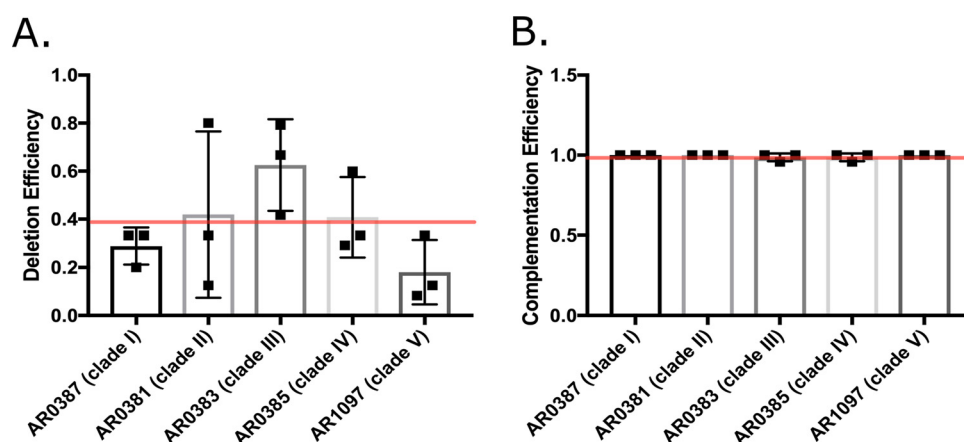 A.
Deletion Efficiency
1.0
0.8
0.6
0.4
0.2
0.0
AR0387 (clade I)
AR0381 (clade II)
AR0383 (clade III)
AR0385 (clade IV)
AR1097 (clade V)
B.
Complementation Efficiency
1.5
1.0
0.5
0.0
AR0387 (clade I)
AR0381 (clade II)
AR0383 (clade III)
AR0385 (clade IV)
AR1097 (clade V)